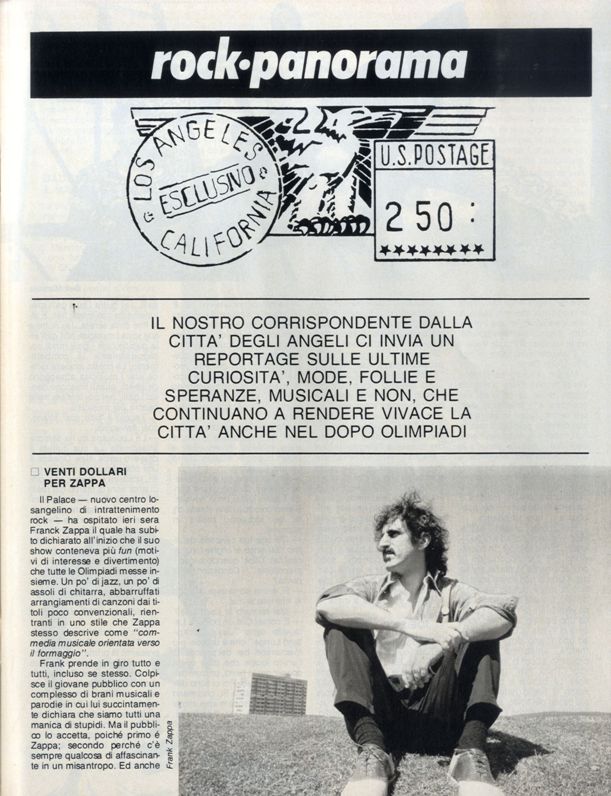 rock•panorama
LOS ANGELES
ESCLUSIVO
CALIFORNIA
U.S. POSTAGE
2 50 :
IL NOSTRO CORRISPONDENTE DALLA
CITTA' DEGLI ANGELI CI INVIA UN
REPORTAGE SULLE ULTIME
CURIOSITA', MODE, FOLLIE E
SPERANZE, MUSICALI E NON, CHE
CONTINUANO A RENDERE VIVACE LA
CITTA' ANCHE NEL DOPO OLIMPIADI
□ VENTI DOLLARI
PER ZAPPA
Il Palace — nuovo centro lo-
sangelino di intrattenimento
rock — ha ospitato ieri sera
Franck Zappa il quale ha subi-
to dichiarato all'inizio che il suo
show conteneva più fun (moti-
vi di interesse e divertimento)
che tutte le Olimpiadi messe in-
sieme. Un po' di jazz, un po' di
assoli di chitarra, abbarruffati
arrangiamenti di canzoni dai ti-
toli poco convenzionali, rien-
tranti in uno stile che Zappa
stesso descrive come "com-
media musicale orientata verso
il formaggio".
Frank prende in giro tutto e
tutti, incluso se stesso. Colpi-
sce il giovane pubblico con un
complesso di brani musicali e
parodie in cui lui succintamen-
te dichiara che siamo tutti una
manica di stupidi. Ma il pubbli-
co lo accetta, poiché primo é
Zappa; secondo perché c'è
sempre qualcosa di affascinan-
te in un misantropo. Ed anche
Frank Zappa